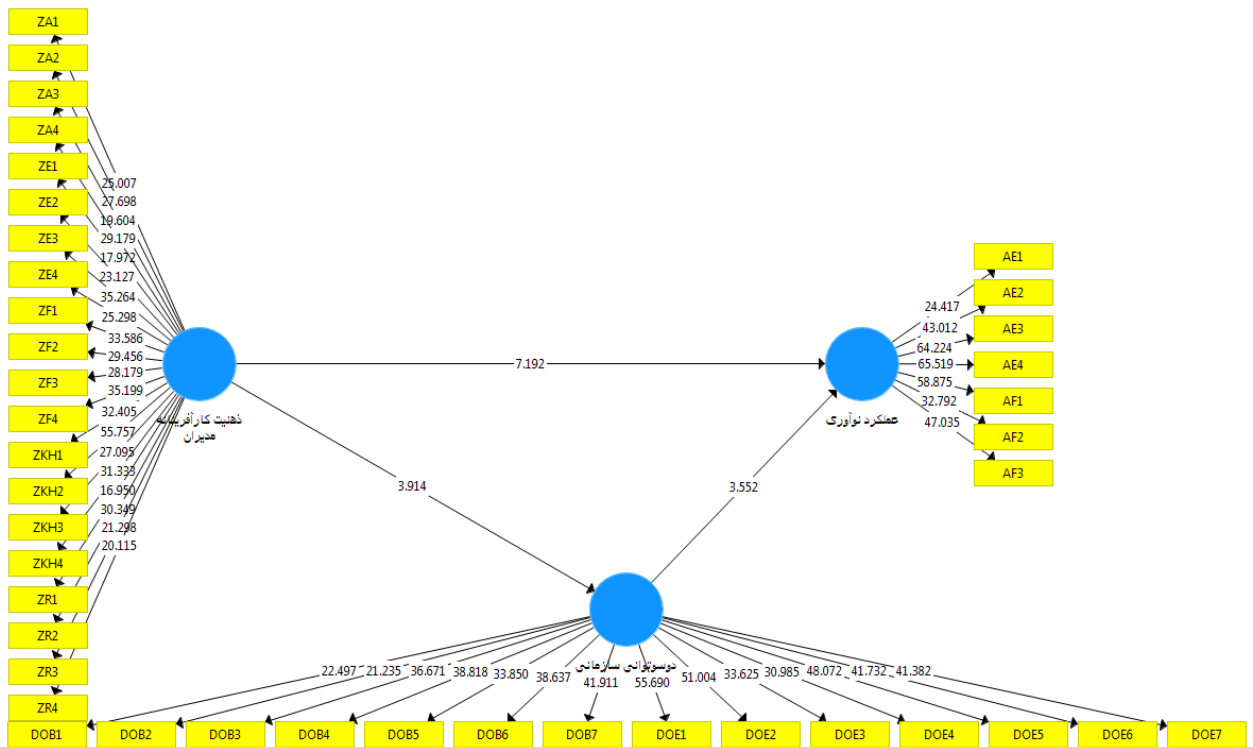 ZA1
ZA2
ZA3
ZA4
ZE1
ZE2
ZE3
ZE4
ZF1
ZF2
ZF3
ZF4
ZKH1
ZKH2
ZKH3
ZKH4
ZR1
ZR2
ZR3
ZR4
25.007
27.698
19.604
29.179
17.972
23.127
35.264
25.298
33.586
29.456
28.179
35.199
32.405
55.757
27.095
31.333
16.950
30.349
21.298
20.115
ذهنیت کارآفرینانه
مدیران
7.192
3.914
3.552
عملکرد نوآوری
24.417
43.012
64.224
65.519
58.875
32.792
47.035
AE1
AE2
AE3
AE4
AF1
AF2
AF3
دوسوتوانی سازمانی
22.497
21.235
36.671
38.818
33.850
38.637
41.911
55.690
51.004
33.625
30.985
48.072
41.732
41.382
DOB1
DOB2
DOB3
DOB4
DOB5
DOB6
DOB7
DOE1
DOE2
DOE3
DOE4
DOE5
DOE6
DOE7